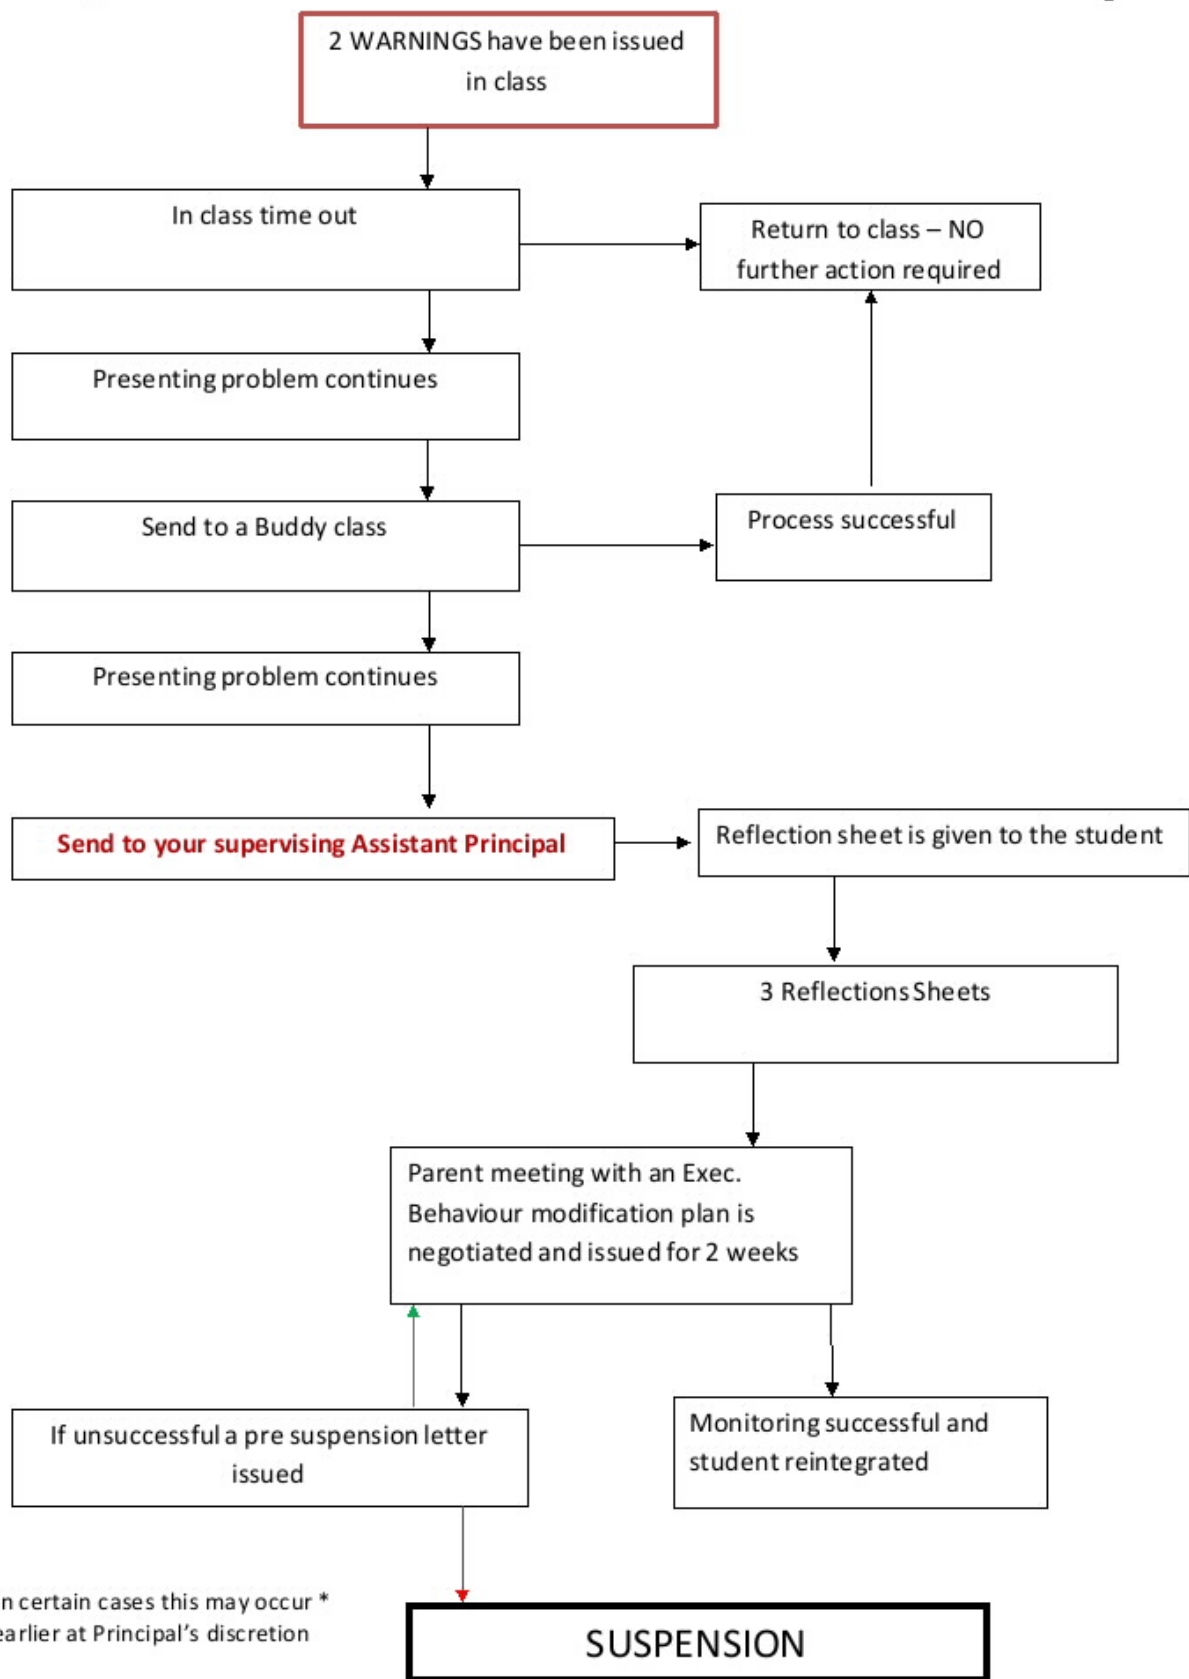 2 WARNINGS have been issued
in class
In class time out
Return to class – NO
further action required
Presenting problem continues
Send to a Buddy class
Process successful
Presenting problem continues
Send to your supervising Assistant Principal
Reflection sheet is given to the student
3 Reflections Sheets
Parent meeting with an Exec.
Behaviour modification plan is
negotiated and issued for 2 weeks
If unsuccessful a pre suspension letter
issued
Monitoring successful and
student reintegrated
n certain cases this may occur *
earlier at Principal's discretion
SUSPENSION